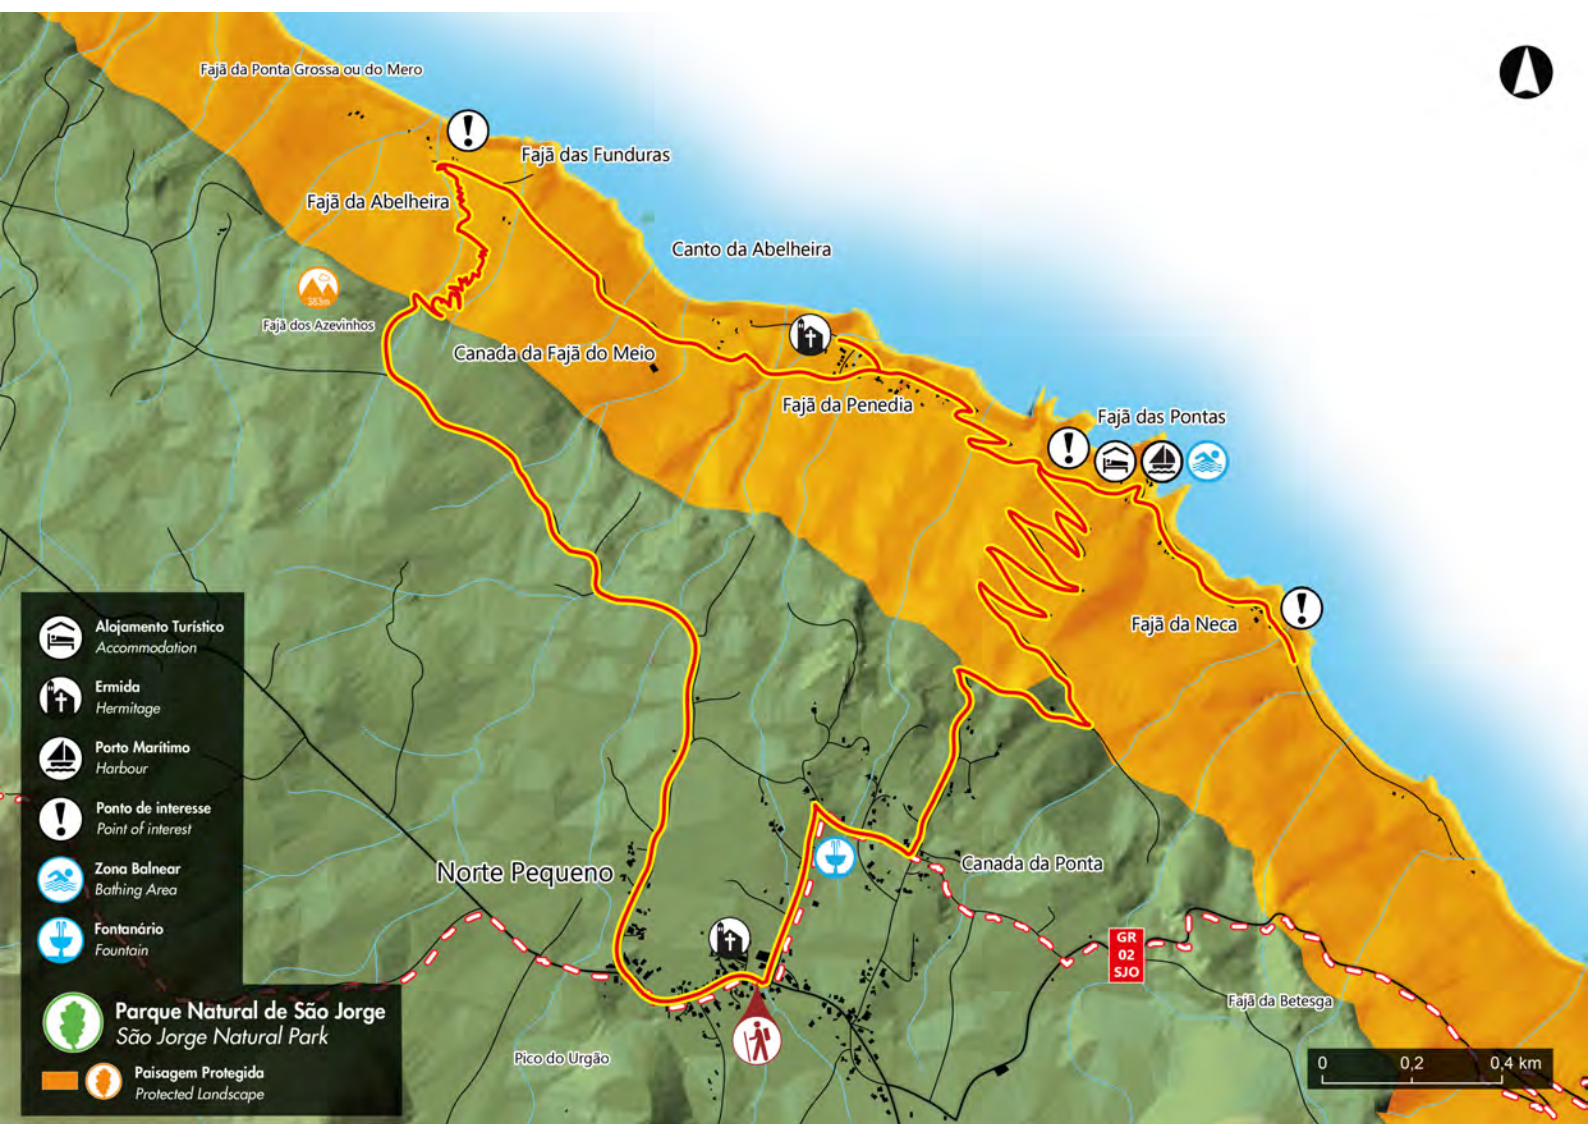 Fajã da Ponta Grossa ou do Mero
!
Fajã das Funduras
Fajã da Abelheira
Canto da Abelheira
383m
Fajã dos Azevinhos
Canada da Fajã do Meio
Fajã da Penedia
Fajã das Pontas
!
Fajã da Neca
!
Alojamento Turístico
Accommodation
Ermida
Hermitage
Porto Marítimo
Harbour
!
Ponto de interesse
Point of interest
Zona Balnear
Bathing Area
Fontanário
Fountain
Parque Natural de São Jorge
São Jorge Natural Park
Paisagem Protegida
Protected Landscape
Norte Pequeno
Canada da Ponta
GR
02
SJO
Fajã da Betesga
Pico do Urgão
0 0,2 0,4 km